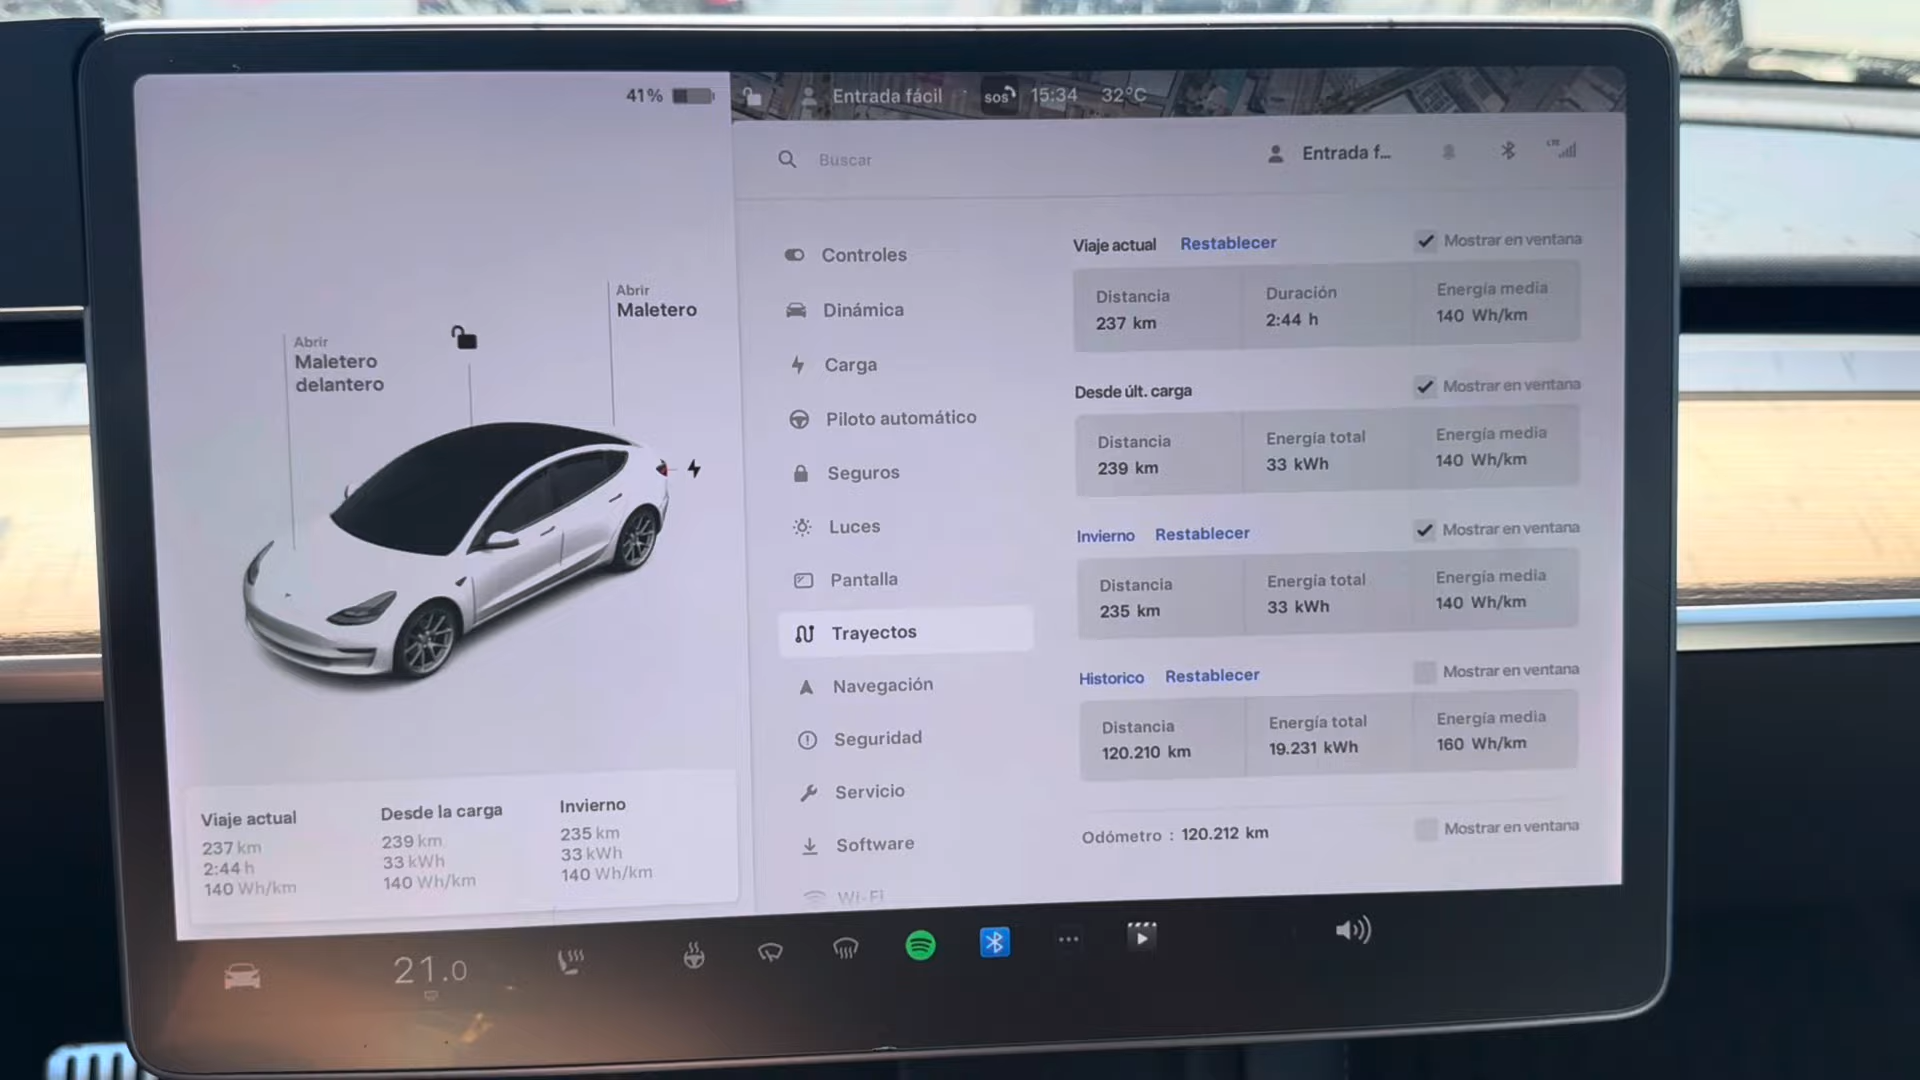 41%
Entrada fácil
SOS
15:34
32°C
Buscar
Entrada f...
LTE
Abrir
Maletero
delantero
Abrir
Maletero
Controles
Dinámica
Carga
Piloto automático
Seguros
Luces
Pantalla
Trayectos
Navegación
Seguridad
Servicio
Software
Wi-Fi
Viaje actual Restablecer Mostrar en ventana
Distancia Duración Energía media
237 km 2:44 h 140 Wh/km
Desde últ. carga Mostrar en ventana
Distancia Energía total Energía media
239 km 33 kWh 140 Wh/km
Invierno Restablecer Mostrar en ventana
Distancia Energía total Energía media
235 km 33 kWh 140 Wh/km
Historico Restablecer Mostrar en ventana
Distancia Energía total Energía media
120.210 km 19.231 kWh 160 Wh/km
Odómetro : 120.212 km Mostrar en ventana
Viaje actual
237 km
2:44 h
140 Wh/km
Desde la carga
239 km
33 kWh
140 Wh/km
Invierno
235 km
33 kWh
140 Wh/km
21.0